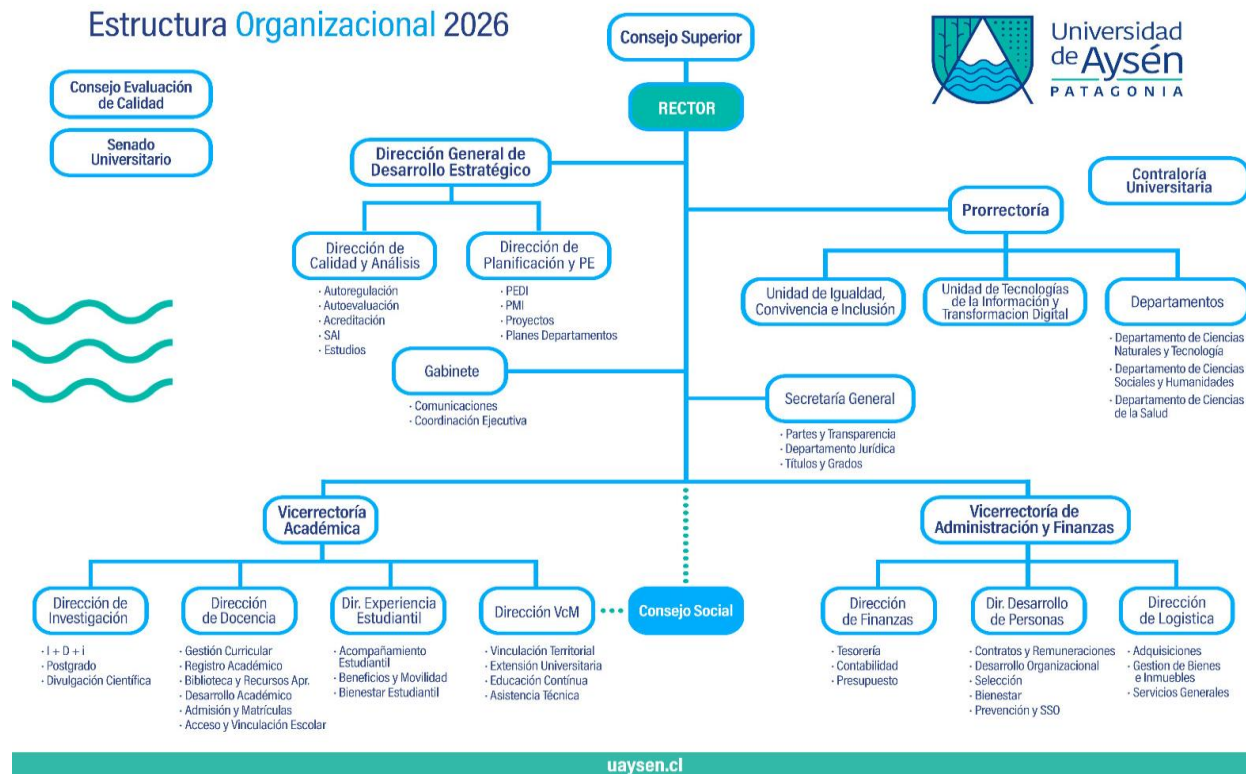 Estructura Organizacional 2026
Universidad
de Aysén
PATAGONIA
Consejo Superior
RECTOR
Consejo Evaluación
de Calidad
Senado
Universitario
Dirección General de
Desarrollo Estratégico
Contraloría
Universitaria
Prorrectoría
Dirección de
Calidad y Análisis
· Autoregulación
· Autoevaluación
· Acreditación
· SAI
· Estudios
Dirección de
Planificación y PE
· PEDI
· PMI
· Proyectos
· Planes Departamentos
Unidad de Igualdad,
Convivencia e Inclusión
Unidad de Tecnologías
de la Información y
Transformacion Digital
Departamentos
· Departamento de Ciencias
Naturales y Tecnología
· Departamento de Ciencias
Sociales y Humanidades
· Departamento de Ciencias
de la Salud
Gabinete
· Comunicaciones
· Coordinación Ejecutiva
Secretaría General
· Partes y Transparencia
· Departamento Jurídica
· Títulos y Grados
Vicerrectoría
Académica
Vicerrectoría de
Administración y Finanzas
Dirección de
Investigación
· I + D + i
· Postgrado
· Divulgación Científica
Dirección
de Docencia
· Gestión Curricular
· Registro Académico
· Biblioteca y Recursos Apr.
· Desarrollo Académico
· Admisión y Matrículas
· Acceso y Vinculación Escolar
Dir. Experiencia
Estudiantil
· Acompañamiento
Estudiantil
· Beneficios y Movilidad
· Bienestar Estudiantil
Dirección VcM
· Vinculación Territorial
· Extensión Universitaria
· Educación Contínua
· Asistencia Técnica
Consejo Social
Dirección
de Finanzas
· Tesorería
· Contabilidad
· Presupuesto
Dir. Desarrollo
de Personas
· Contratos y Remuneraciones
· Desarrollo Organizacional
· Selección
· Bienestar
· Prevención y SSO
Dirección
de Logistica
· Adquisiciones
· Gestion de Bienes
e Inmuebles
· Servicios Generales
uaysen.cl